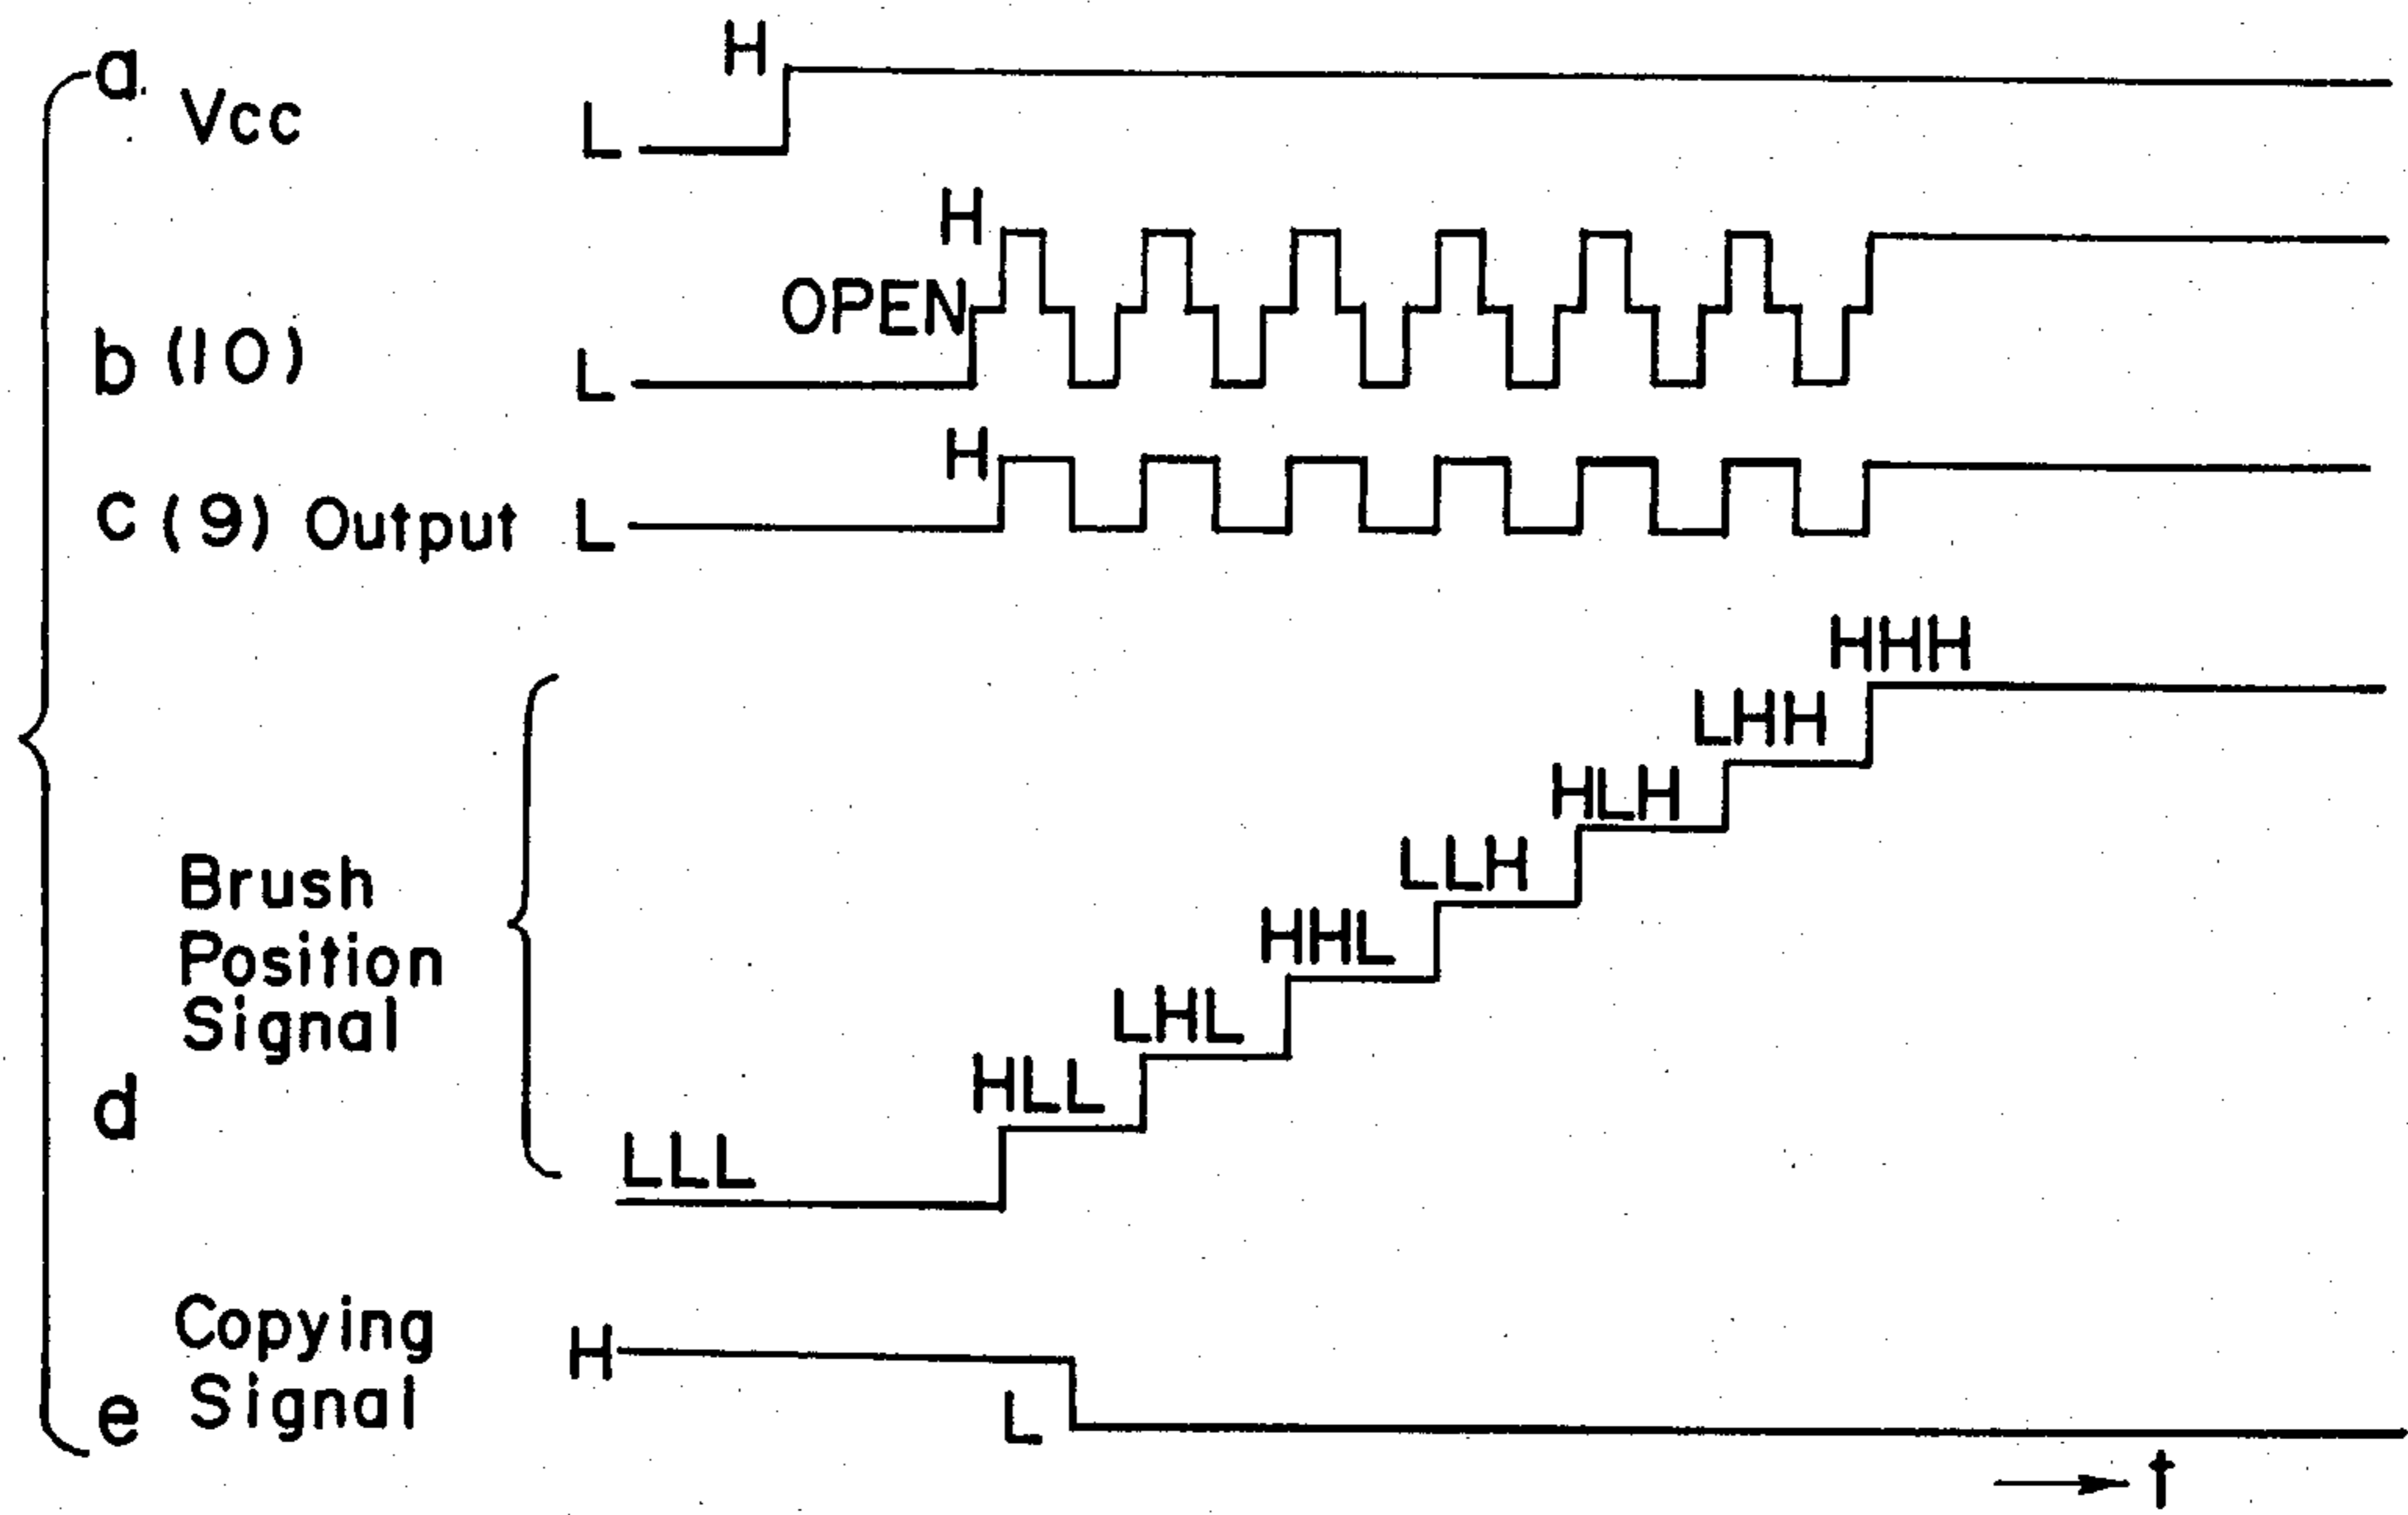 a.
Vcc
H
L
b (10)
H
OPEN
L
c (9) Output
H
L
d
Brush
Position
Signal
HHH
LHH
HLH
LLH
HHL
LHL
HLL
LLL
e
Copying
Signal
H
L
t